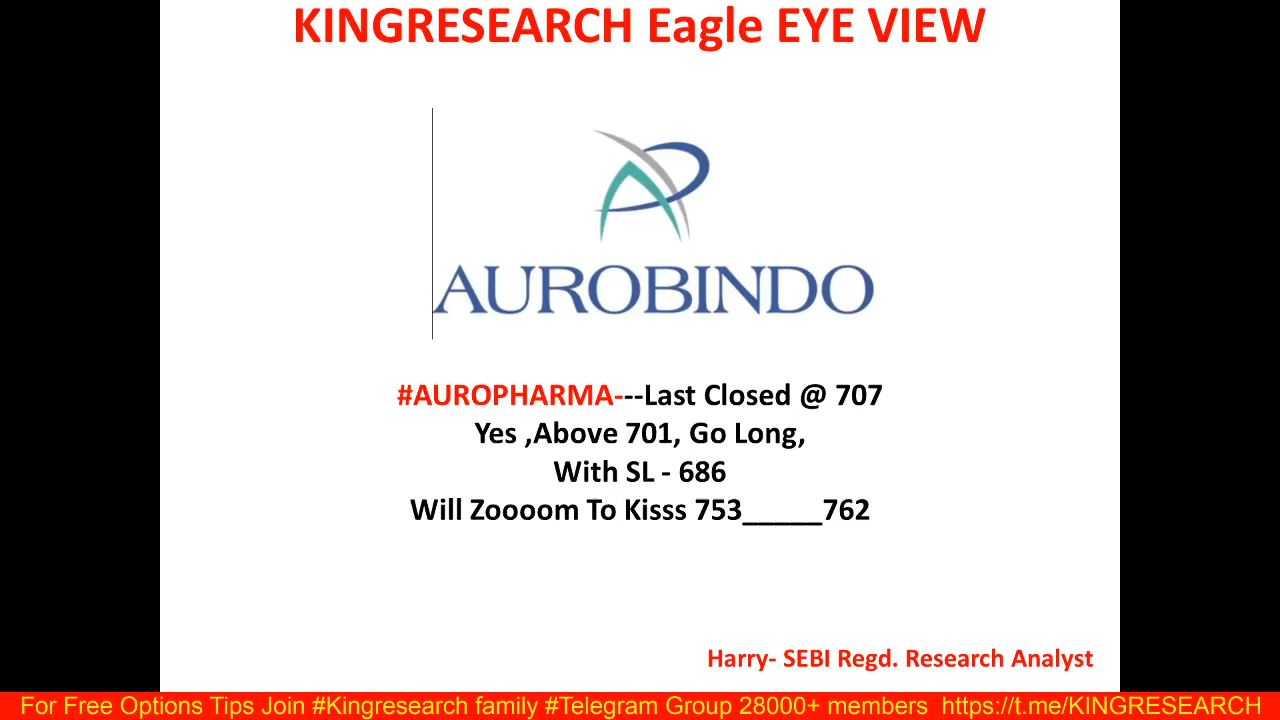 KINGRESEARCH Eagle EYE VIEW
AUROBINDO
#AUROPHARMA---Last Closed @ 707
Yes ,Above 701, Go Long,
With SL - 686
Will Zoooom To Kisss 753_____762
Harry- SEBI Regd. Research Analyst
For Free Options Tips Join #Kingresearch family #Telegram Group 28000+ members  https://t.me/KINGRESEARCH